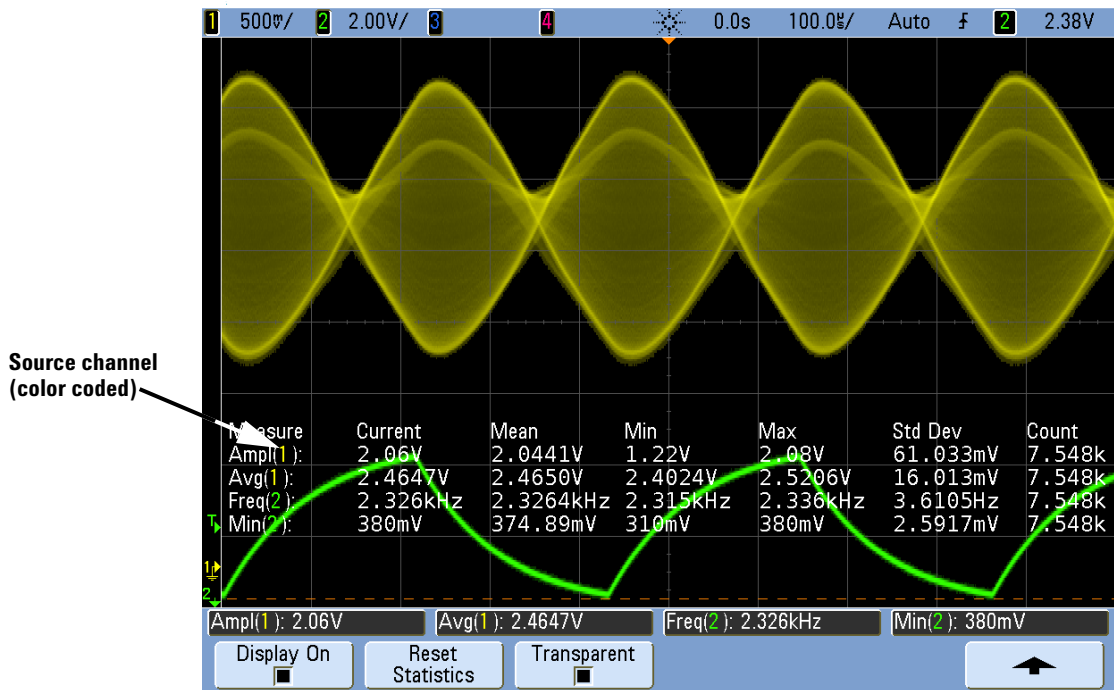 1 500mV/ 2 2.00V/ 3 4 0.0s 100.0us/ Auto 2 2.38V
Source channel
(color coded)
Measure Current Mean Min Max Std Dev Count
Ampl(1): 2.06V 2.0441V 1.22V 2.08V 61.033mV 7.548k
Avg(1): 2.4647V 2.4650V 2.4024V 2.5206V 16.013mV 7.548k
Freq(2): 2.326kHz 2.3264kHz 2.315kHz 2.336kHz 3.6105Hz 7.548k
Min(2): 380mV 374.89mV 310mV 380mV 2.5917mV 7.548k
T
1
2
Ampl(1): 2.06V Avg(1): 2.4647V Freq(2): 2.326kHz Min(2): 380mV
Display On Reset Statistics Transparent